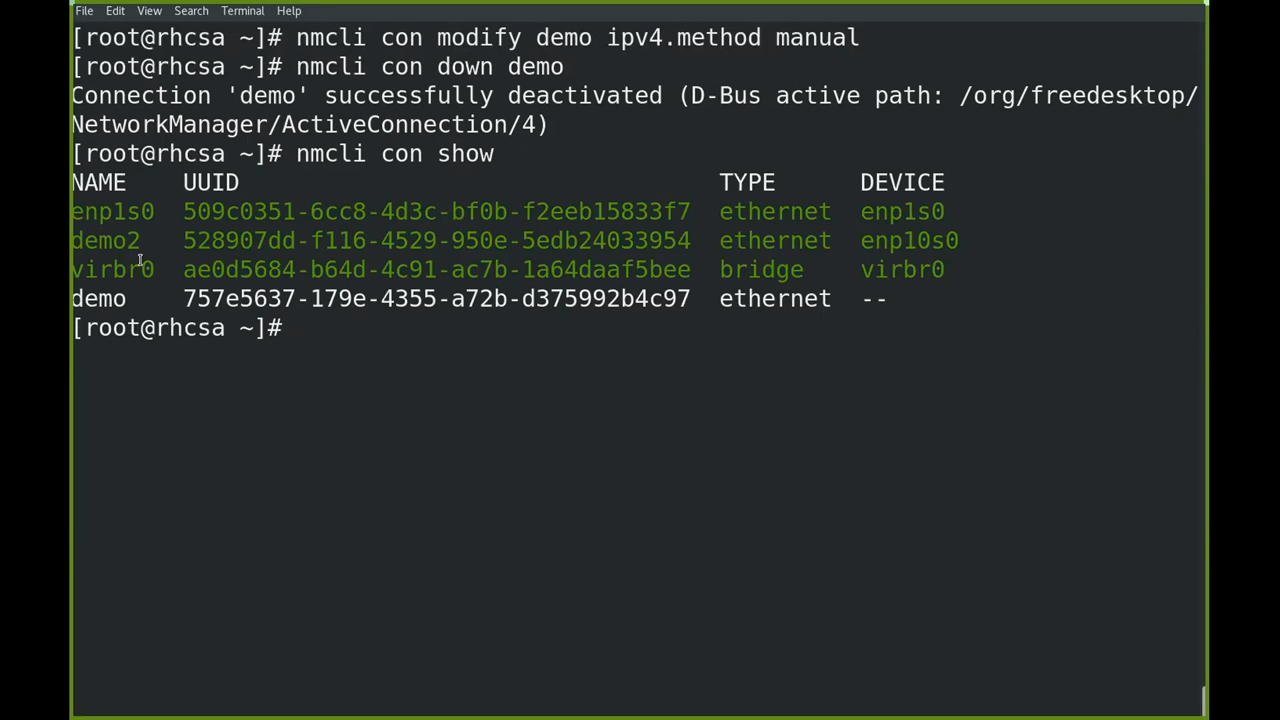 File Edit View Search Terminal Help
[root@rhcsa ~]# nmcli con modify demo ipv4.method manual
[root@rhcsa ~]# nmcli con down demo
Connection 'demo' successfully deactivated (D-Bus active path: /org/freedesktop/
NetworkManager/ActiveConnection/4)
[root@rhcsa ~]# nmcli con show
NAME    UUID                                  TYPE      DEVICE
enp1s0  509c0351-6cc8-4d3c-bf0b-f2eeb15833f7  ethernet  enp1s0
demo2   528907dd-f116-4529-950e-5edb24033954  ethernet  enp10s0
virbr0  ae0d5684-b64d-4c91-ac7b-1a64daaf5bee  bridge    virbr0
demo    757e5637-179e-4355-a72b-d375992b4c97  ethernet  --
[root@rhcsa ~]#